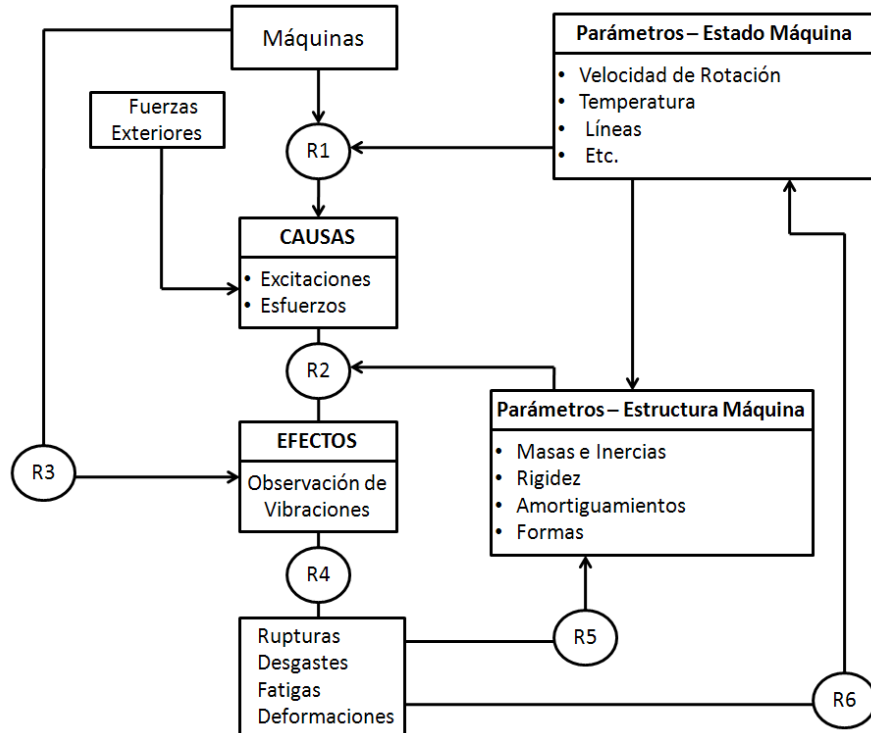 Máquinas
Parámetros – Estado Máquina
• Velocidad de Rotación
• Temperatura
• Líneas
• Etc.
Fuerzas
Exteriores
R1
CAUSAS
• Excitaciones
• Esfuerzos
R2
Parámetros – Estructura Máquina
• Masas e Inercias
• Rigidez
• Amortiguamientos
• Formas
EFECTOS
Observación de
Vibraciones
R3
R4
Rupturas
Desgastes
Fatigas
Deformaciones
R5
R6